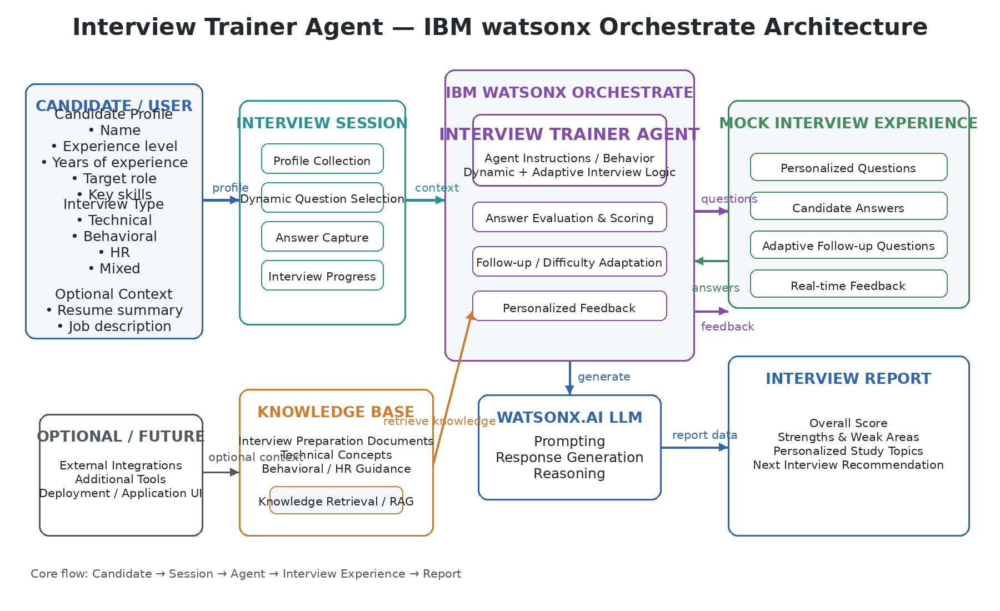 Interview Trainer Agent — IBM watsonx Orchestrate Architecture
CANDIDATE / USER
Candidate Profile
• Name
• Experience level
• Years of experience
• Target role
• Key skills
Interview Type
• Technical
• Behavioral
• HR
• Mixed
Optional Context
• Resume summary
• Job description
profile
INTERVIEW SESSION
Profile Collection
Dynamic Question Selection
Answer Capture
Interview Progress
context
IBM WATSONX ORCHESTRATE
INTERVIEW TRAINER AGENT
Agent Instructions / Behavior
Dynamic + Adaptive Interview Logic
Answer Evaluation & Scoring
Follow-up / Difficulty Adaptation
Personalized Feedback
questions
answers
feedback
MOCK INTERVIEW EXPERIENCE
Personalized Questions
Candidate Answers
Adaptive Follow-up Questions
Real-time Feedback
OPTIONAL / FUTURE
External Integrations
Additional Tools
Deployment / Application UI
optional context
KNOWLEDGE BASE
Interview Preparation Documents
Technical Concepts
Behavioral / HR Guidance
Knowledge Retrieval / RAG
retrieve knowledge
generate
WATSONX.AI LLM
Prompting
Response Generation
Reasoning
report data
INTERVIEW REPORT
Overall Score
Strengths & Weak Areas
Personalized Study Topics
Next Interview Recommendation
Core flow: Candidate → Session → Agent → Interview Experience → Report